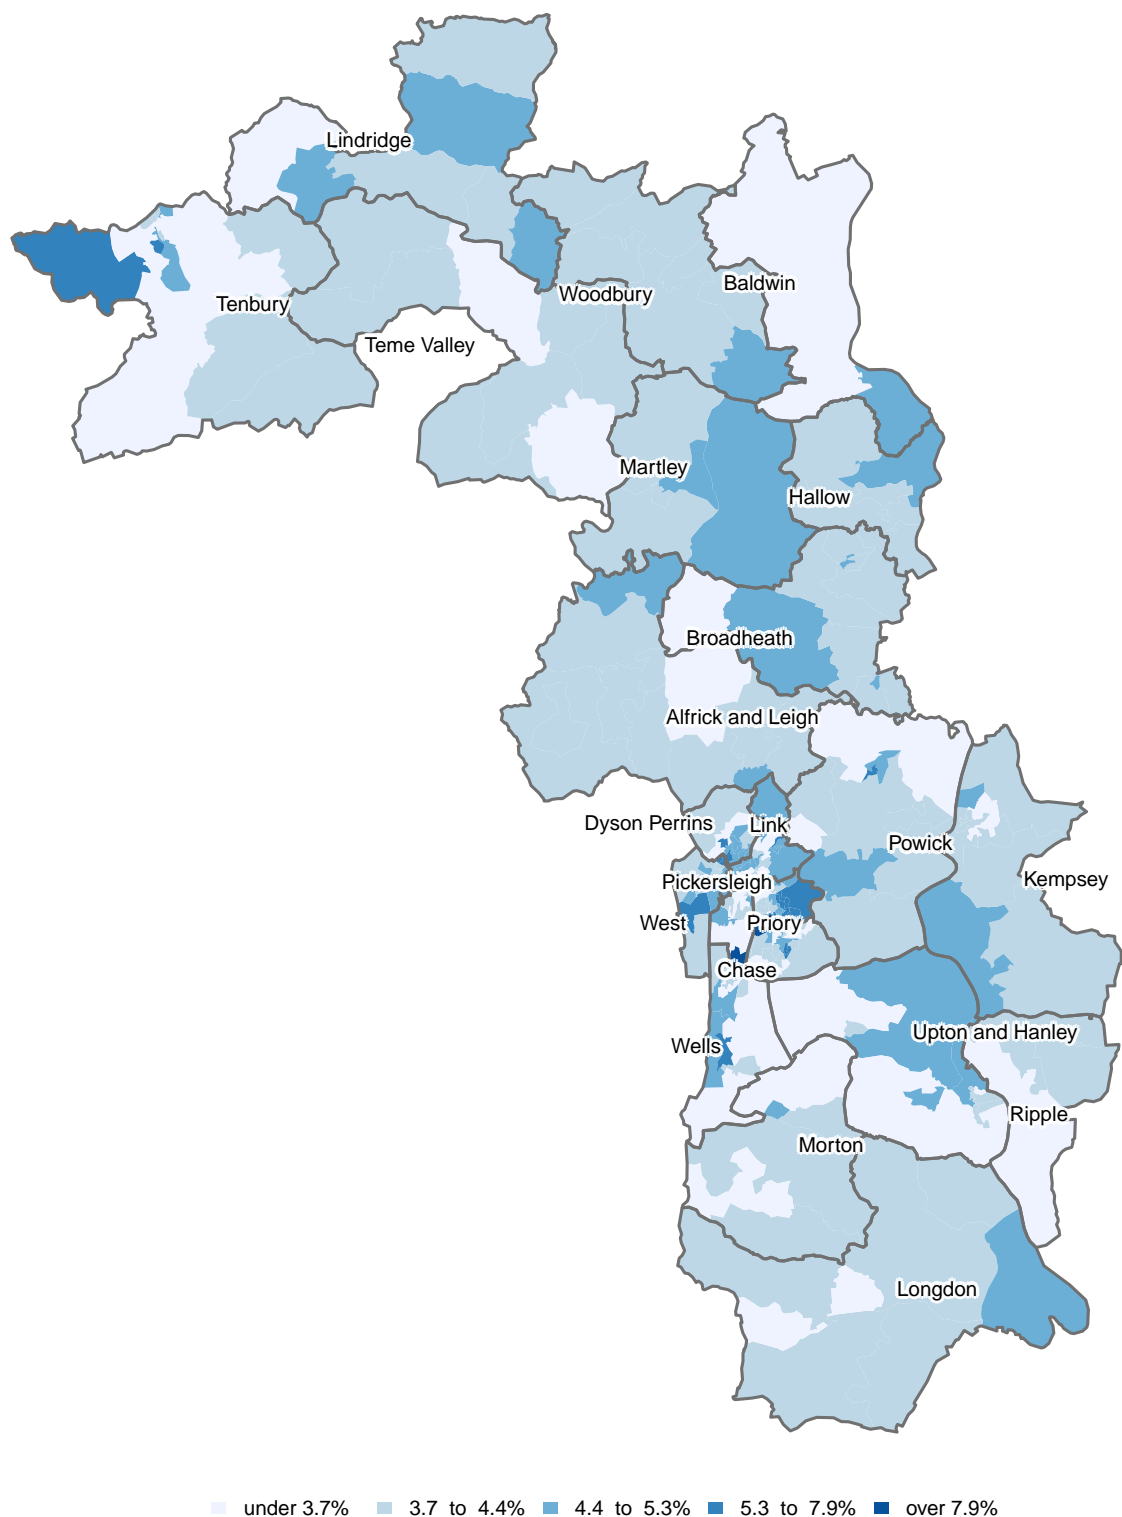 Lindridge
Baldwin
Woodbury
Tenbury
Teme Valley
Martley
Hallow
Broadheath
Alfrick and Leigh
Dyson Perrins
Link
Powick
Kempsey
Pickersleigh
West
Priory
Chase
Upton and Hanley
Wells
Ripple
Morton
Longdon
under 3.7% 3.7 to 4.4% 4.4 to 5.3% 5.3 to 7.9% over 7.9%